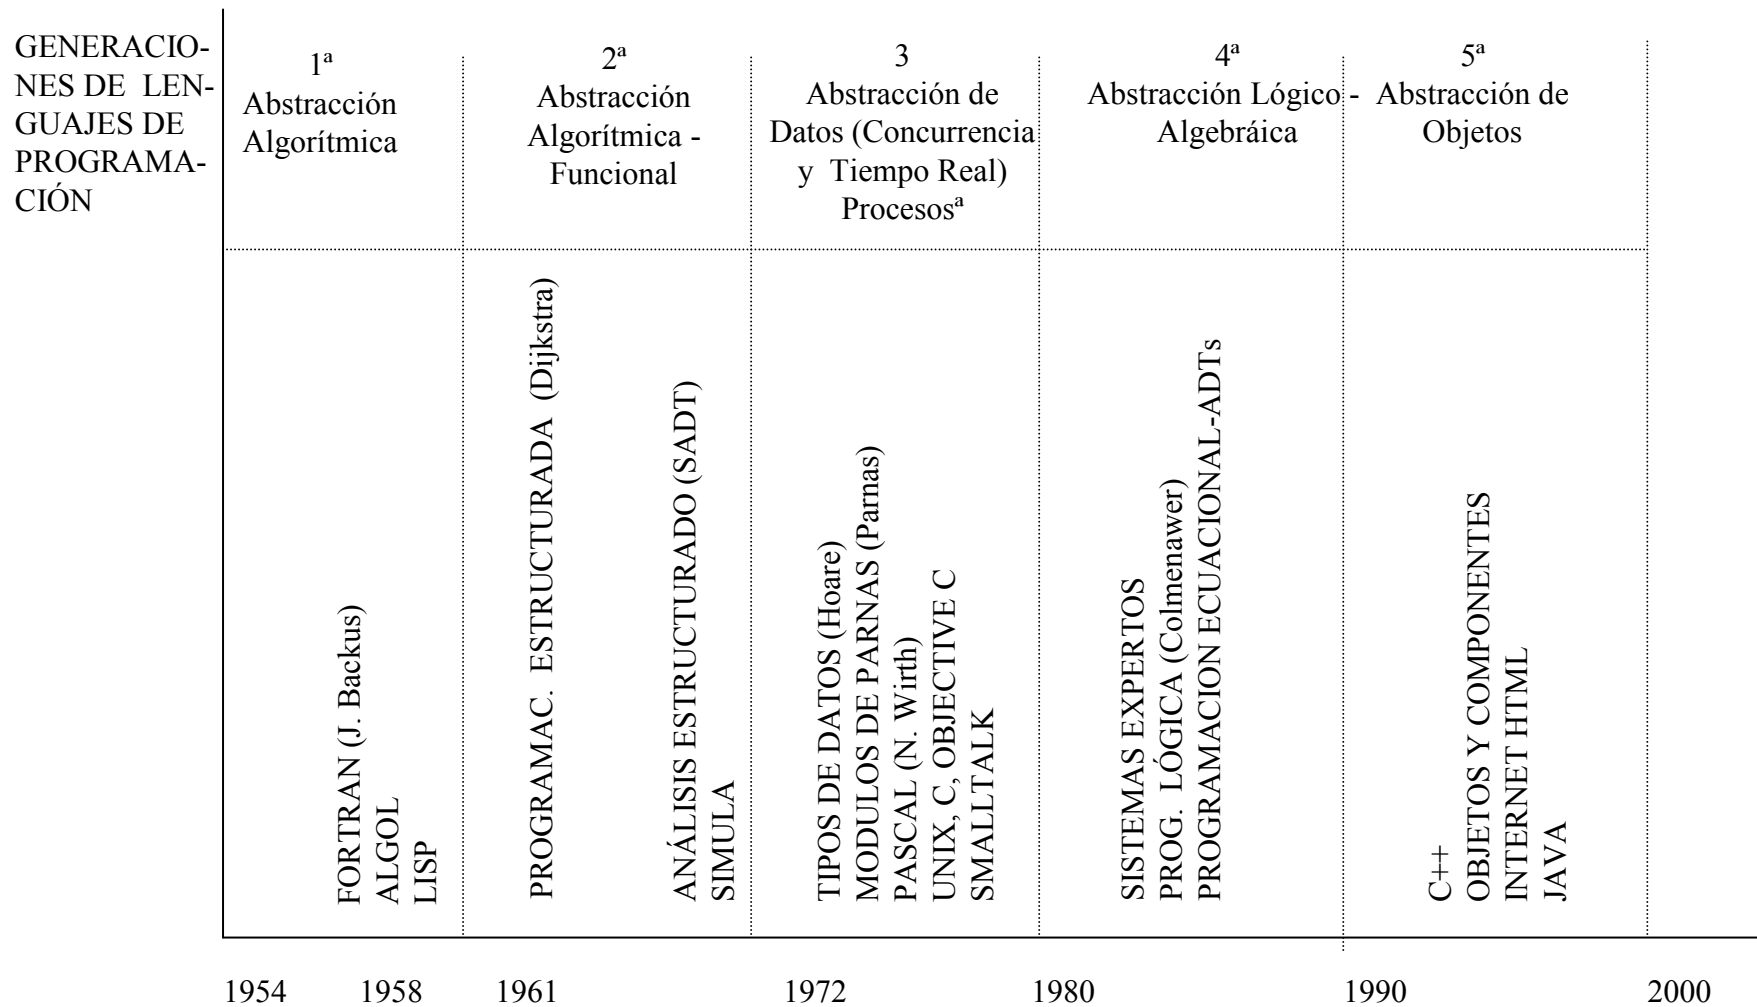 GENERACIO-
NES DE LEN-
GUAJES DE
PROGRAMA-
CIÓN
1ª
Abstracción
Algorítmica
2ª
Abstracción
Algorítmica -
Funcional
3
Abstracción de
Datos (Concurrencia
y Tiempo Real)
Procesosª
4ª
Abstracción Lógico -
Algebráica
5ª
Abstracción de
Objetos
FORTRAN (J. Backus)
ALGOL
LISP
PROGRAMAC. ESTRUCTURADA (Dijkstra)
ANÁLISIS ESTRUCTURADO (SADT)
SIMULA
TIPOS DE DATOS (Hoare)
MODULOS DE PARNAS (Parnas)
PASCAL (N. Wirth)
UNIX, C, OBJECTIVE C
SMALLTALK
SISTEMAS EXPERTOS
PROG. LÓGICA (Colmenawer)
PROGRAMACION ECUACIONAL-ADTs
C++
OBJETOS Y COMPONENTES
INTERNET HTML
JAVA
1954
1958
1961
1972
1980
1990
2000